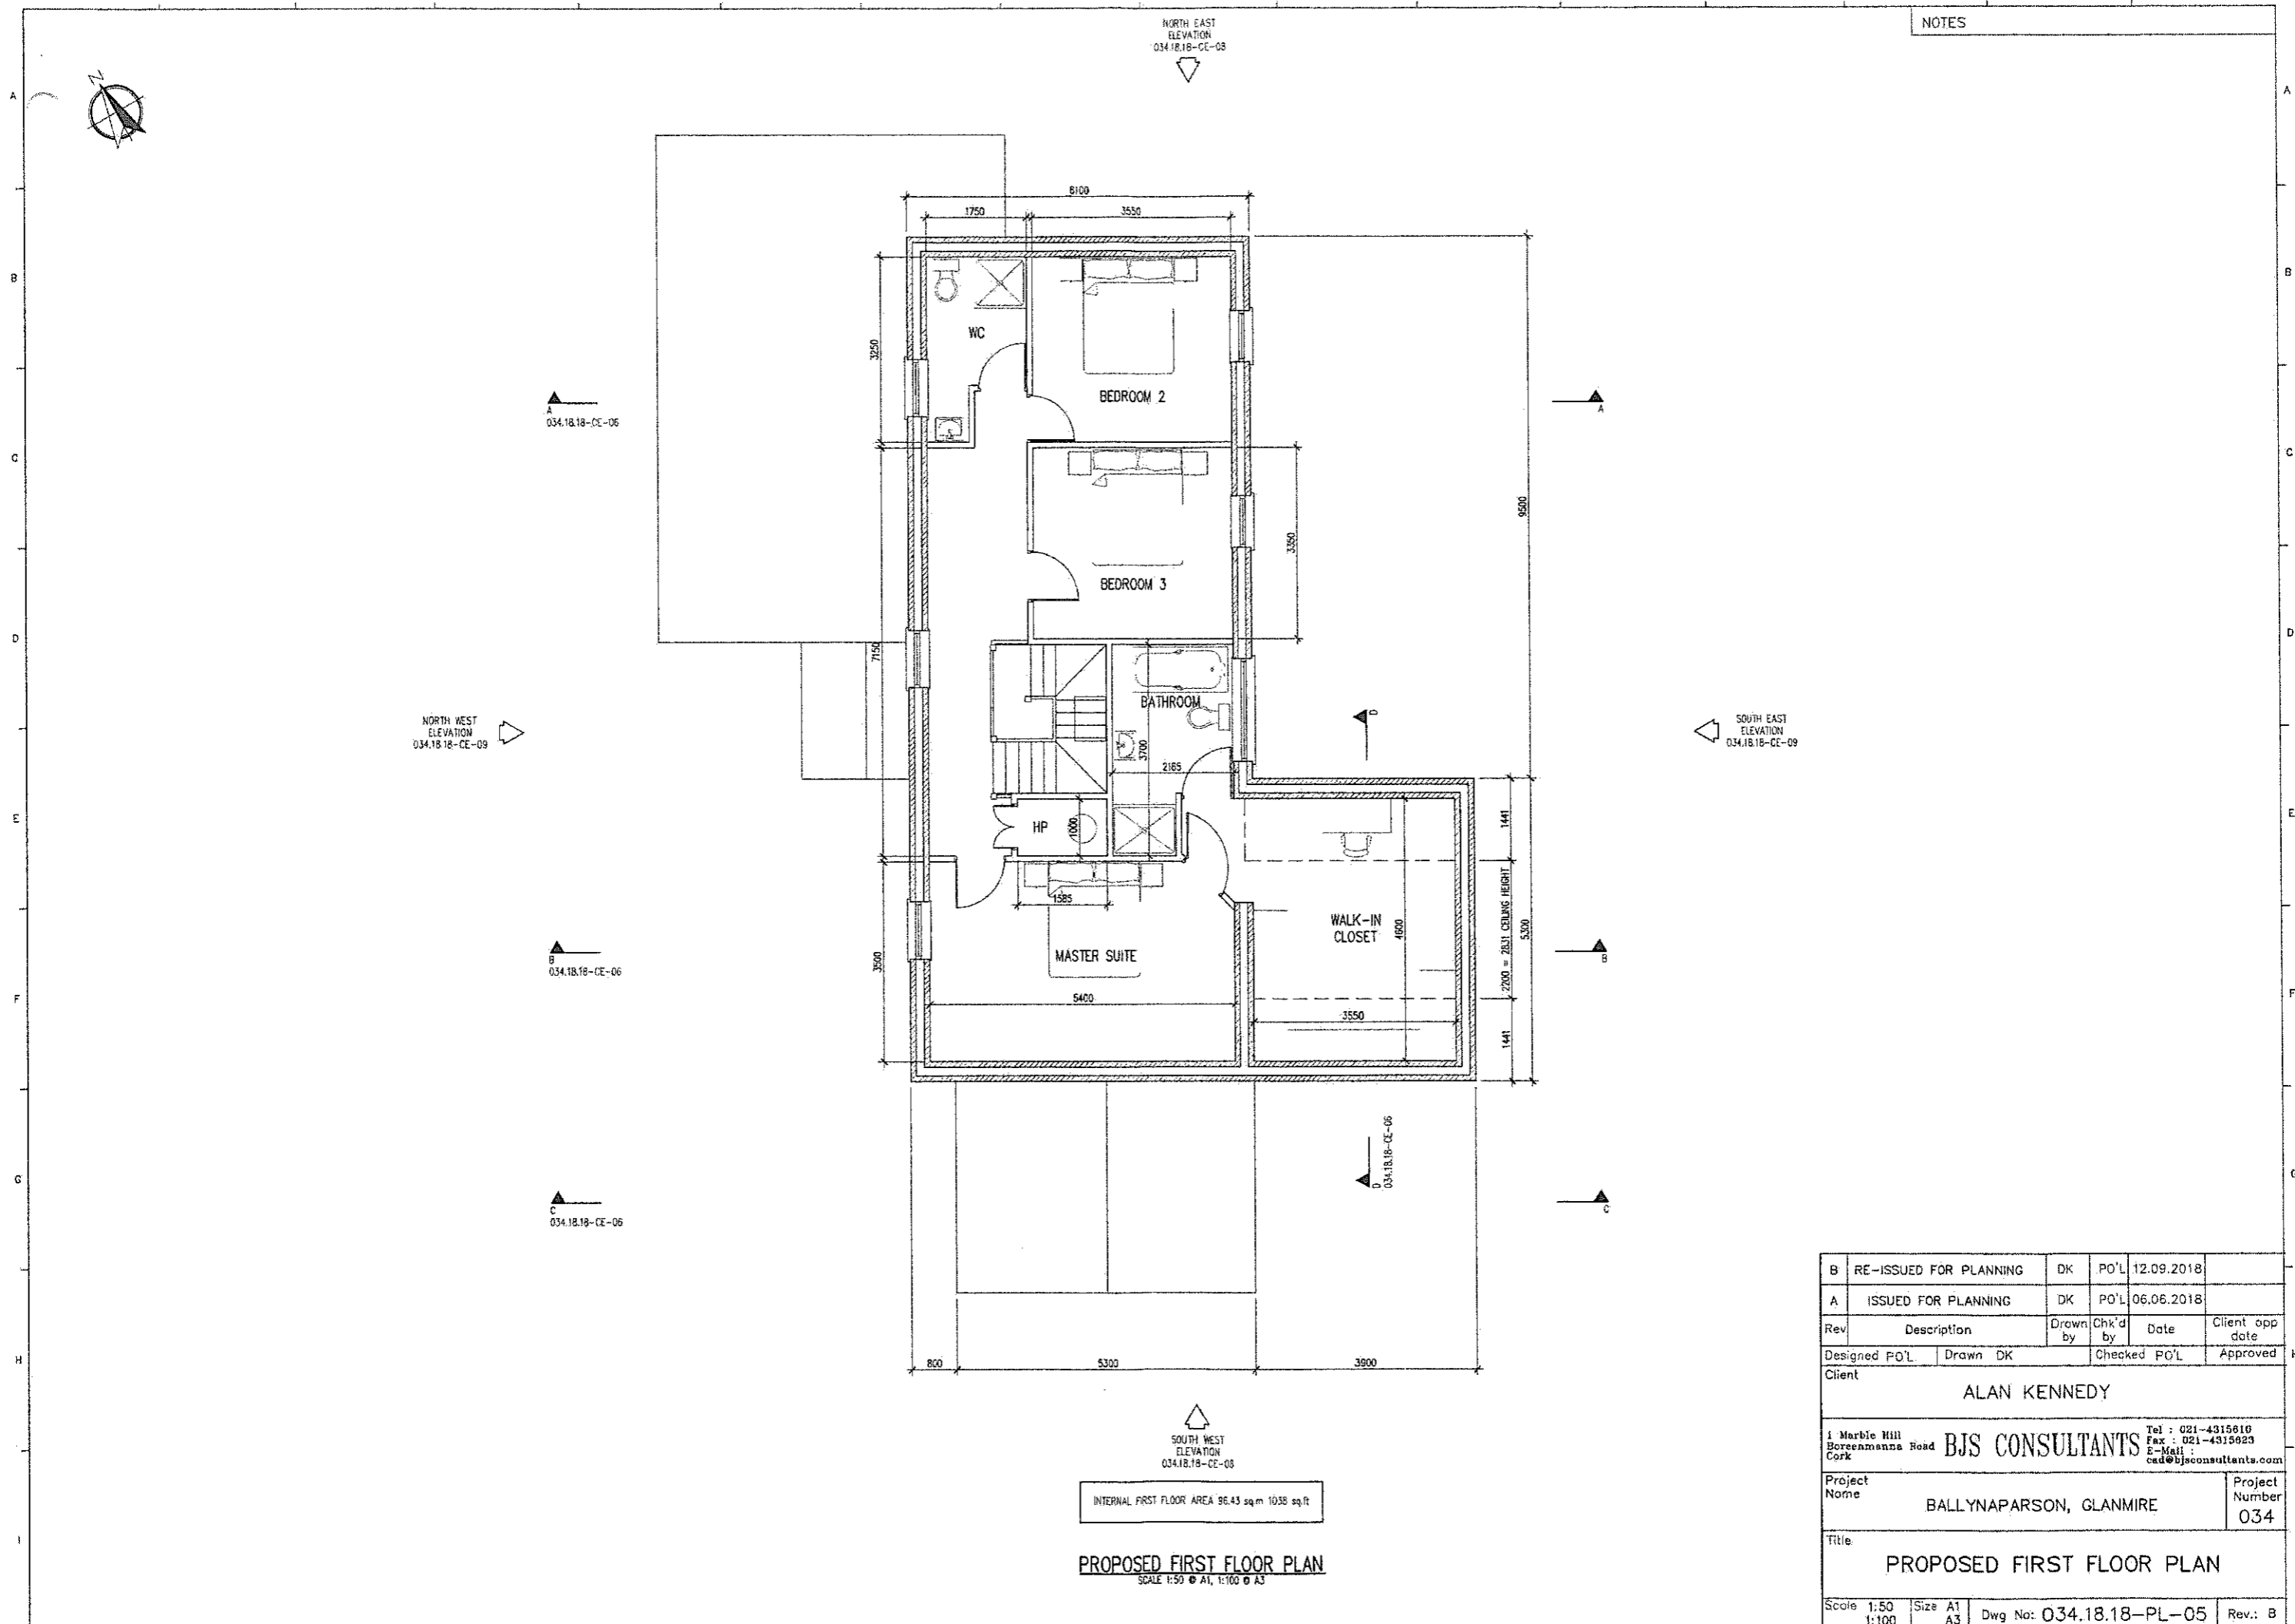 NOTES
NORTH EAST
ELEVATION
034.18.18-CE-08
N
A
A
B
B
C
C
D
D
E
E
F
F
G
G
H
H
I
6100
1750
3550
3250
WC
BEDROOM 2
A
034.18.18-CE-06
A
9500
3350
BEDROOM 3
7150
NORTH WEST
ELEVATION
034.18.18-CE-09
BATHROOM
3700
2185
D
SOUTH EAST
ELEVATION
034.18.18-CE-09
HP
1000
1441
1585
WALK-IN
CLOSET
4600
2200 = 2831 CEILING HEIGHT
5300
B
034.18.18-CE-06
B
3500
MASTER SUITE
5400
3550
1441
D
034.18.18-CE-06
C
034.18.18-CE-06
C
800
5300
3900
SOUTH WEST
ELEVATION
034.18.18-CE-08
INTERNAL FIRST FLOOR AREA 96.43 sq.m 1038 sq.ft
PROPOSED FIRST FLOOR PLAN
SCALE 1:50 @ A1, 1:100 @ A3
B RE-ISSUED FOR PLANNING DK PO'L 12.09.2018
A ISSUED FOR PLANNING DK PO'L 06.06.2018
Rev Description Drawn by Chk'd by Date Client app date
Designed PO'L Drawn DK Checked PO'L Approved
Client
ALAN KENNEDY
1 Marble Hill
Boreenmanna Road
Cork
BJS CONSULTANTS
Tel : 021-4315610
Fax : 021-4315623
E-Mail :
cad@bjsconsultants.com
Project
Name
BALLYNAPARSON, GLANMIRE
Project
Number
034
Title
PROPOSED FIRST FLOOR PLAN
Scale 1:50
1:100
Size A1
A3
Dwg No: 034.18.18-PL-05
Rev.: B